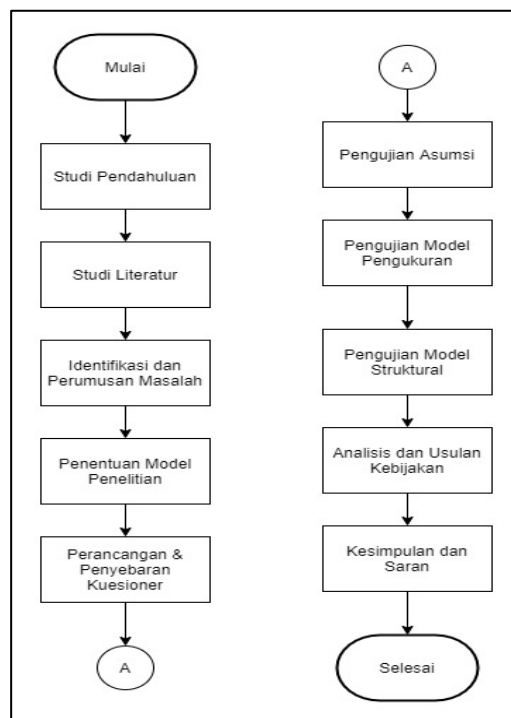 Mulai
Studi Pendahuluan
Studi Literatur
Identifikasi dan
Perumusan Masalah
Penentuan Model
Penelitian
Perancangan &
Penyebaran
Kuesioner
A
A
Pengujian Asumsi
Pengujian Model
Pengukuran
Pengujian Model
Struktural
Analisis dan Usulan
Kebijakan
Kesimpulan dan
Saran
Selesai